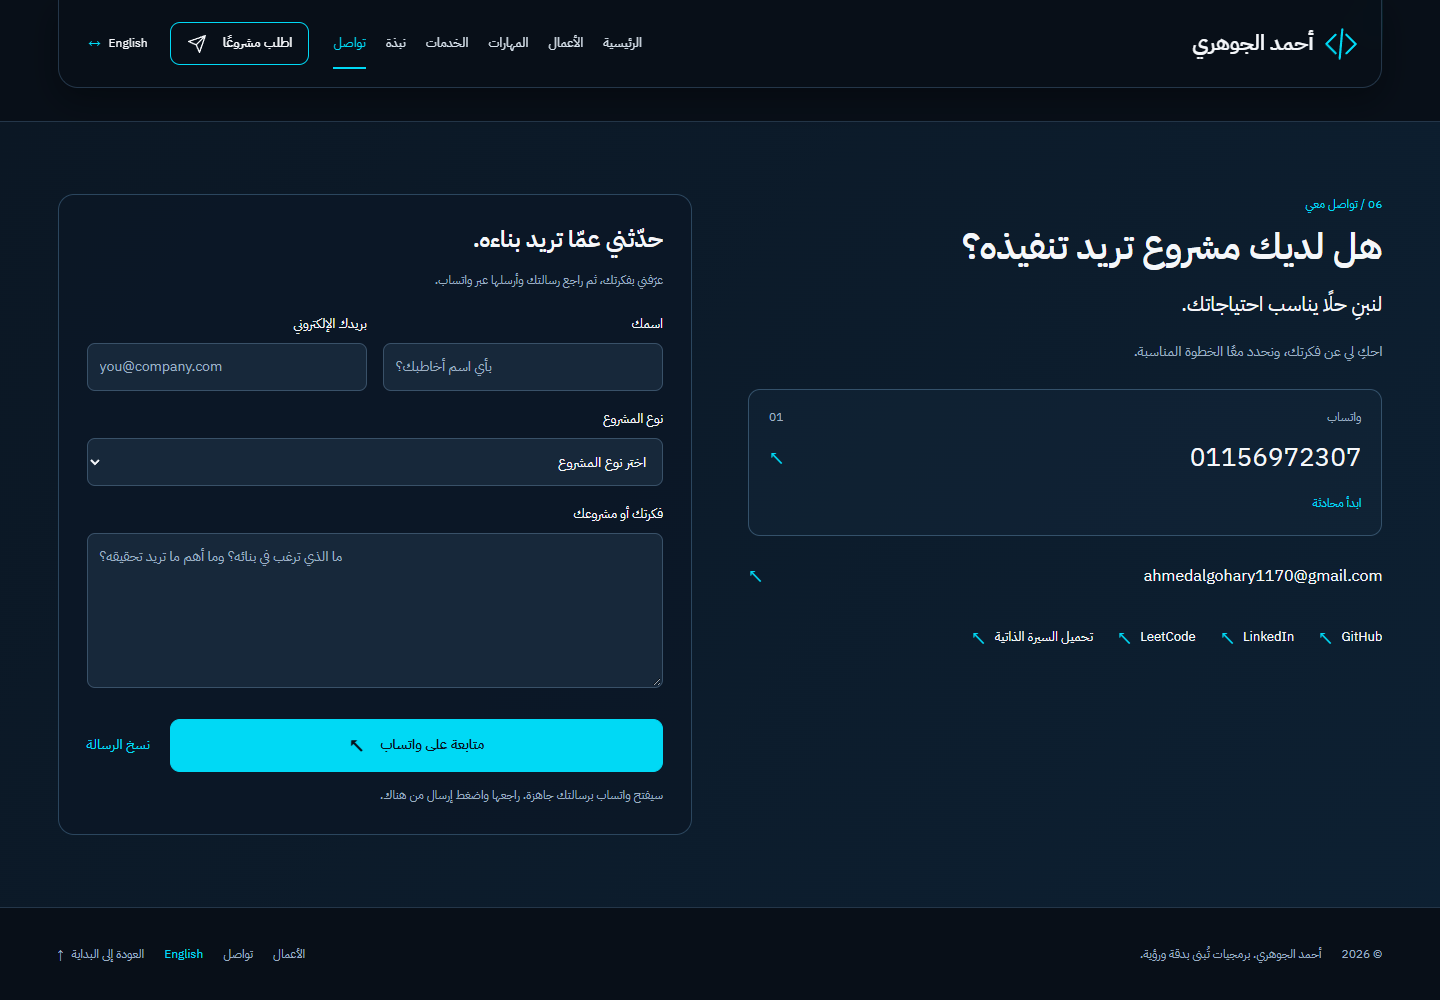 أحمد الجوهري
الرئيسية
الأعمال
المهارات
الخدمات
نبذة
تواصل
اطلب مشروعًا
English ↔
06 / تواصل معي
هل لديك مشروع تريد تنفيذه؟
لنبنِ حلًا يناسب احتياجاتك.
احكِ لي عن فكرتك، ونحدد معًا الخطوة المناسبة.
واتساب
01
01156972307
ابدأ محادثة
ahmedalgohary1170@gmail.com
GitHub
LinkedIn
LeetCode
تحميل السيرة الذاتية
حدّثني عمّا تريد بناءه.
عرّفني بفكرتك، ثم راجع رسالتك وأرسلها عبر واتساب.
اسمك
بريدك الإلكتروني
بأي اسم أخاطبك؟
you@company.com
نوع المشروع
اختر نوع المشروع
فكرتك أو مشروعك
ما الذي ترغب في بنائه؟ وما أهم ما تريد تحقيقه؟
متابعة على واتساب
نسخ الرسالة
سيفتح واتساب برسالتك جاهزة. راجعها واضغط إرسال من هناك.
© 2026
أحمد الجوهري. برمجيات تُبنى بدقة ورؤية.
الأعمال
تواصل
English
العودة إلى البداية ↑